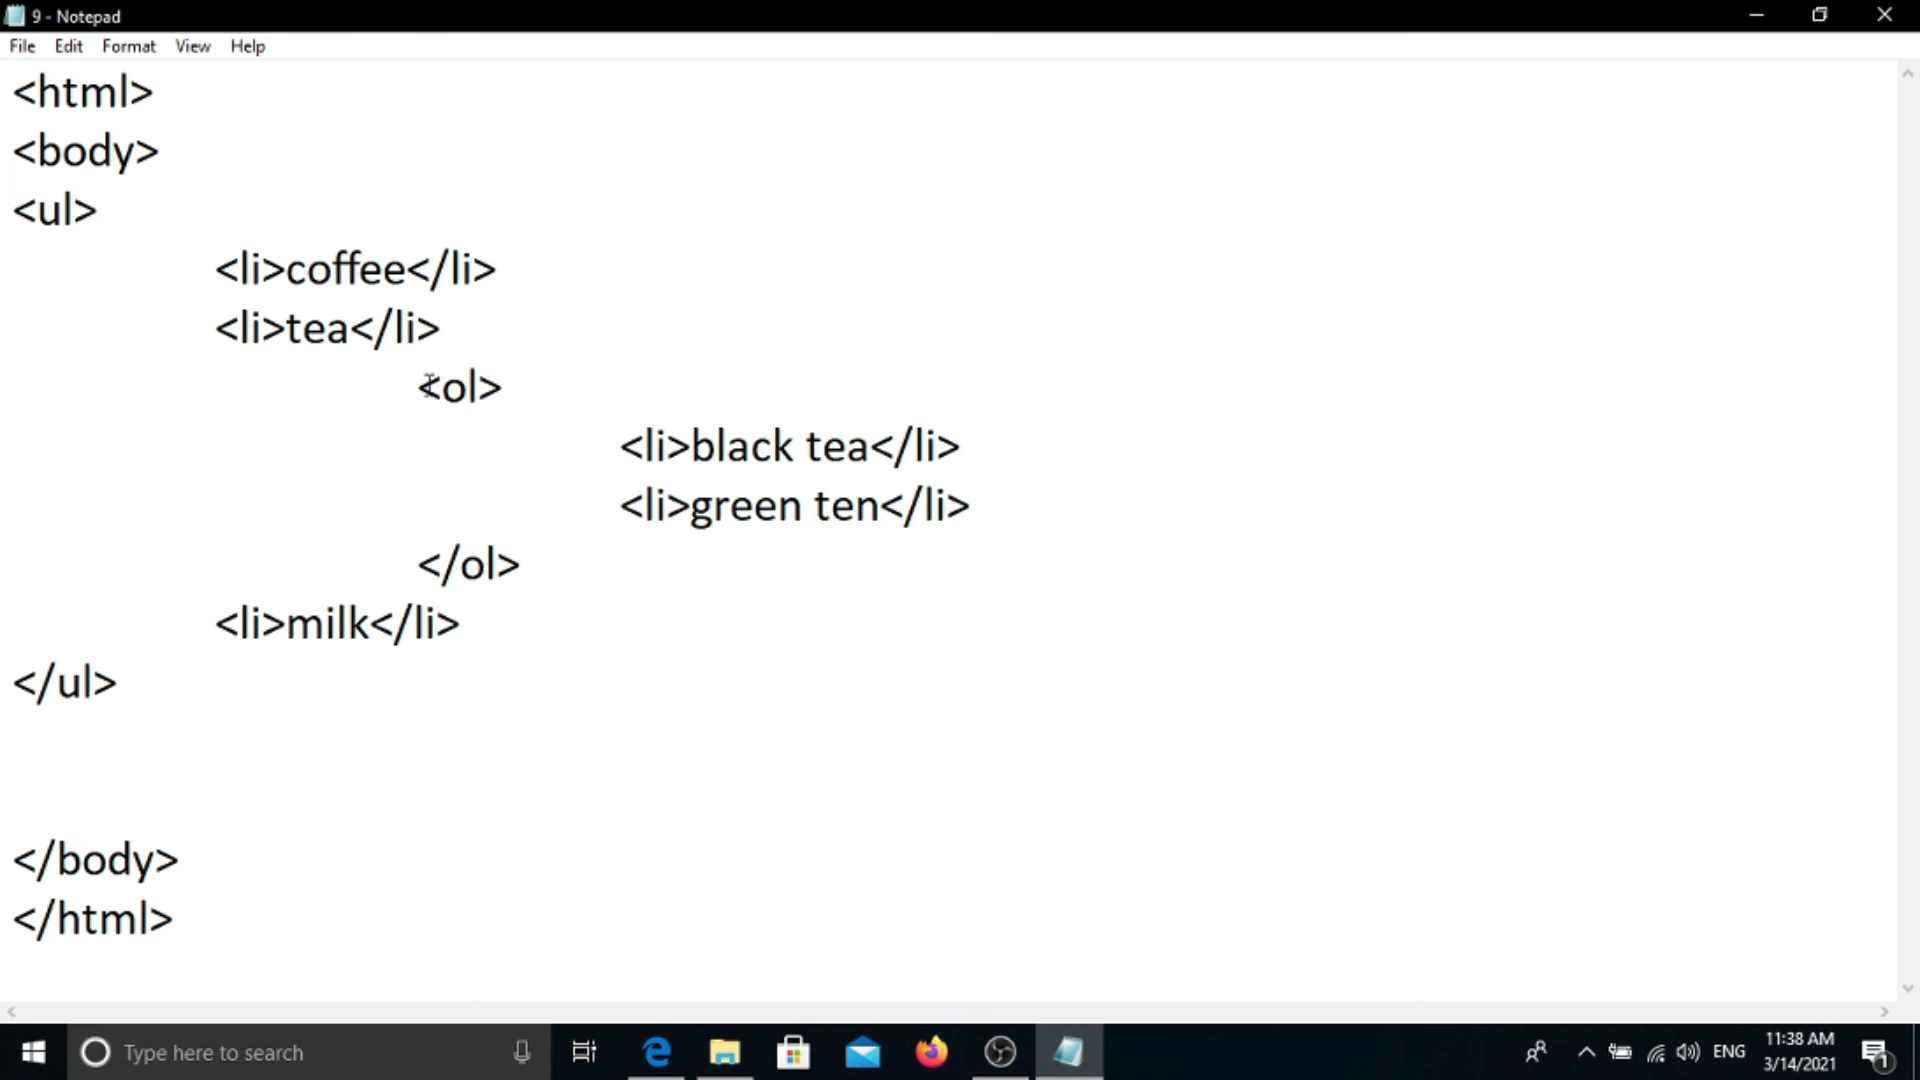 9 - Notepad
File Edit Format View Help
<html>
<body>
<ul>
<li>coffee</li>
<li>tea</li>
<ol>
<li>black tea</li>
<li>green ten</li>
</ol>
<li>milk</li>
</ul>
</body>
</html>
Type here to search
ENG
11:38 AM
3/14/2021
1